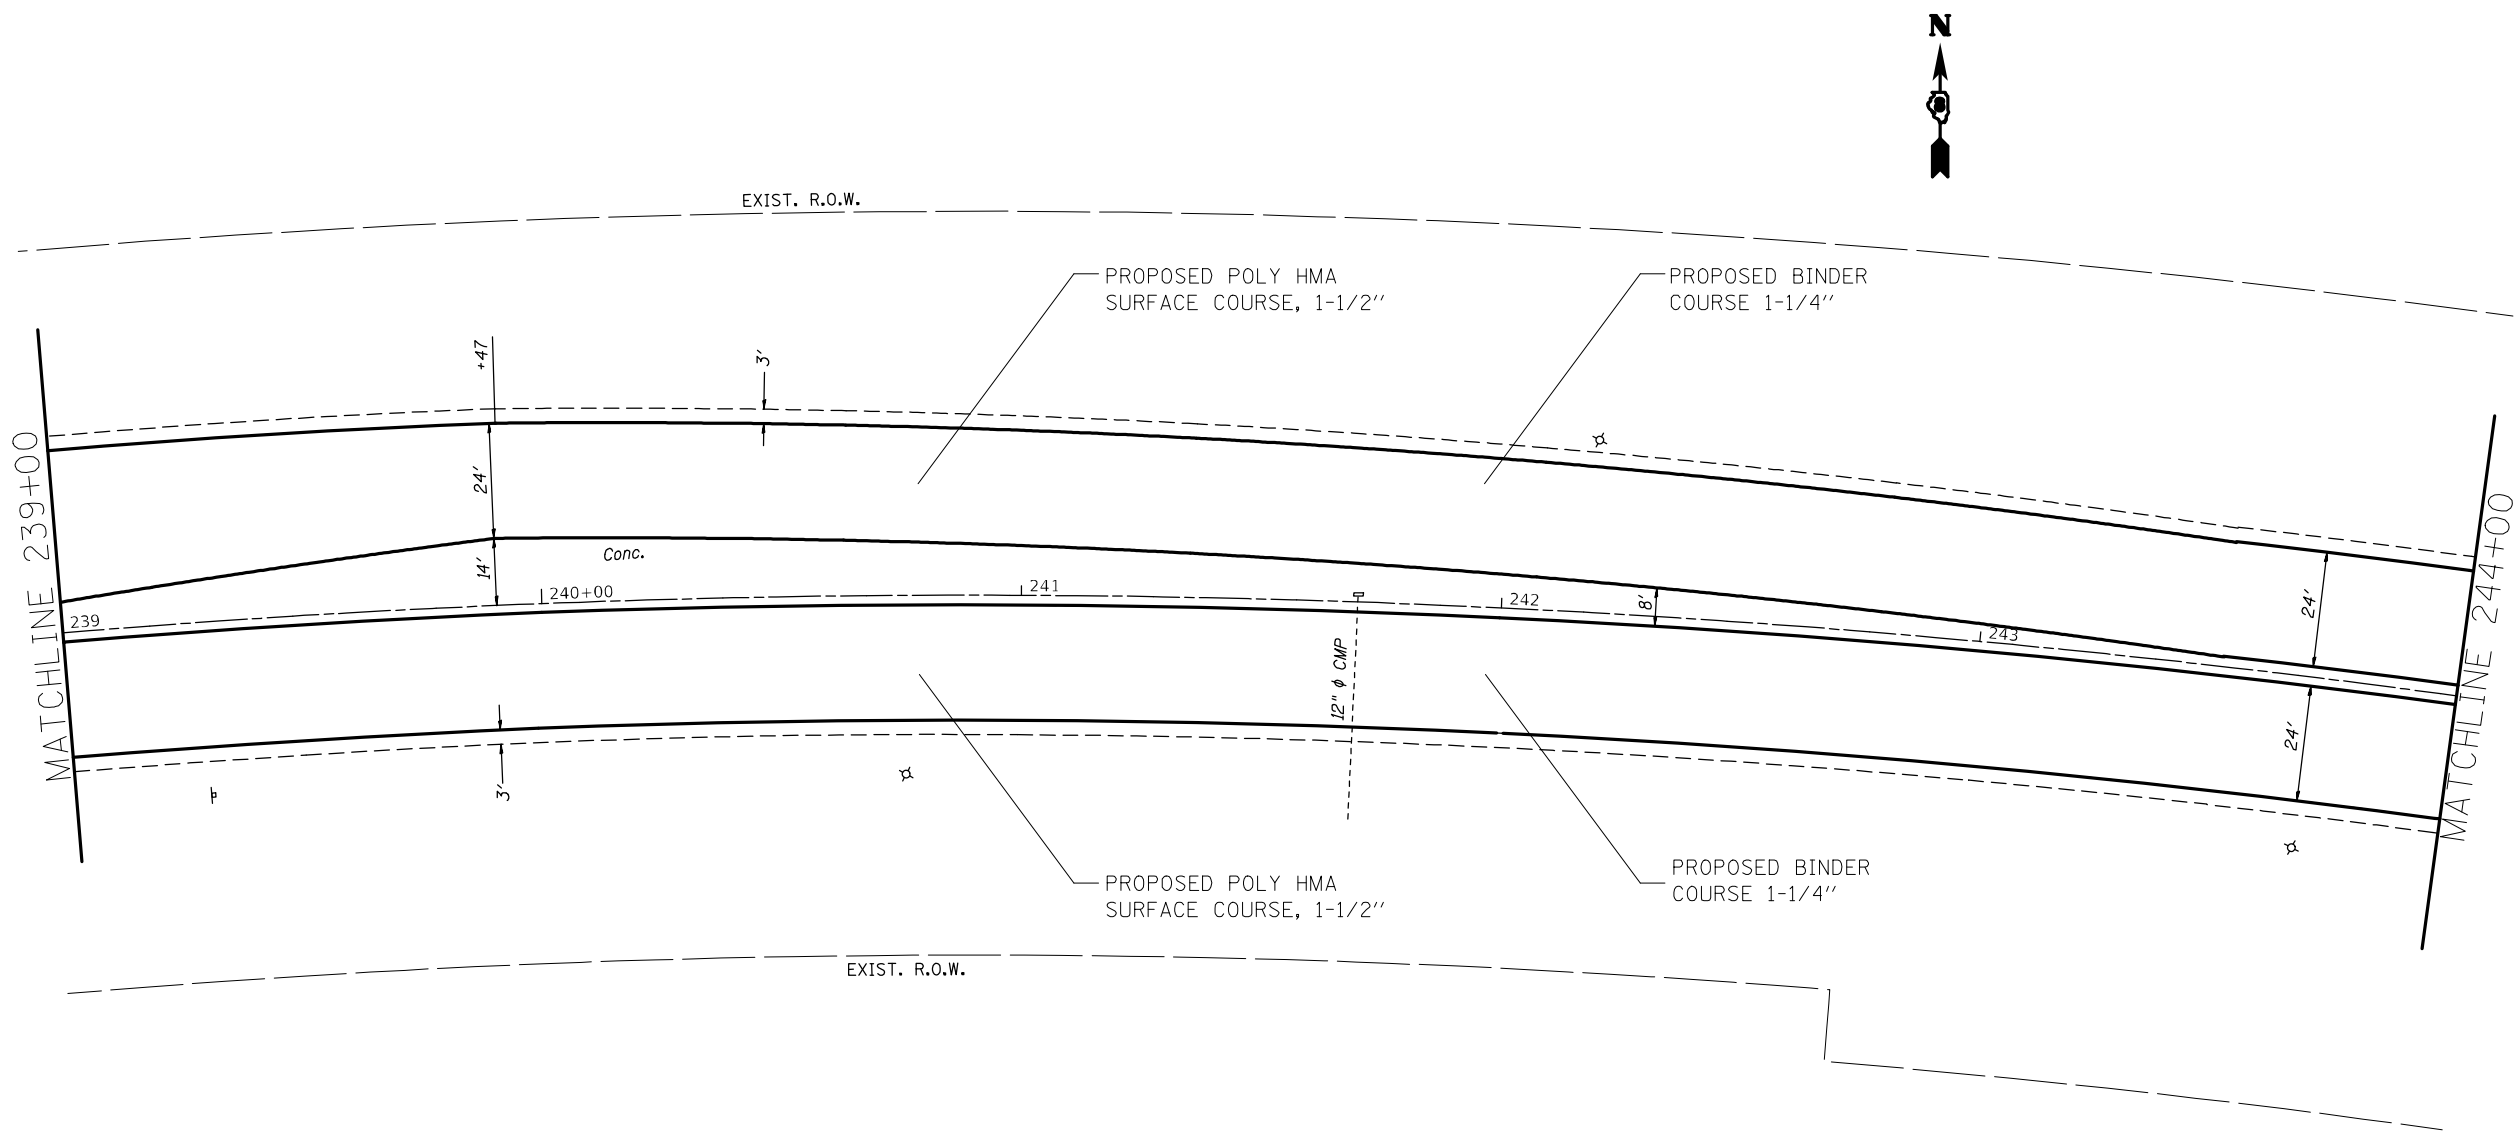 N
EXIST. R.O.W.
PROPOSED POLY HMA
SURFACE COURSE, 1-1/2"
PROPOSED BINDER
COURSE 1-1/4"
+47
3'
MATCHLINE 239+00
24'
14'
Conc.
239
240+00
241
242
8'
243
24'
MATCHLINE 244+00
12" ϕ CMP
24'
3'
PROPOSED POLY HMA
SURFACE COURSE, 1-1/2"
PROPOSED BINDER
COURSE 1-1/4"
EXIST. R.O.W.